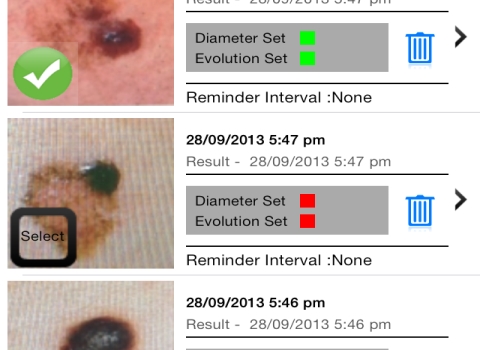 Result - 28/09/2013 5:47 pm
Diameter Set
Evolution Set
Reminder Interval :None
28/09/2013 5:47 pm
Result - 28/09/2013 5:47 pm
Diameter Set
Evolution Set
Select
Reminder Interval :None
28/09/2013 5:46 pm
Result - 28/09/2013 5:46 pm